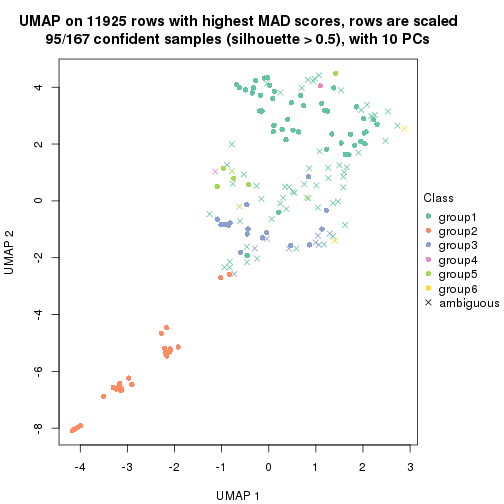 UMAP on 11925 rows with highest MAD scores, rows are scaled
95/167 confident samples (silhouette > 0.5), with 10 PCs
4
2
0
-2
-4
-6
-8
UMAP 2
-4
-3
-2
-1
0
1
2
3
UMAP 1
Class
group1
group2
group3
group4
group5
group6
ambiguous